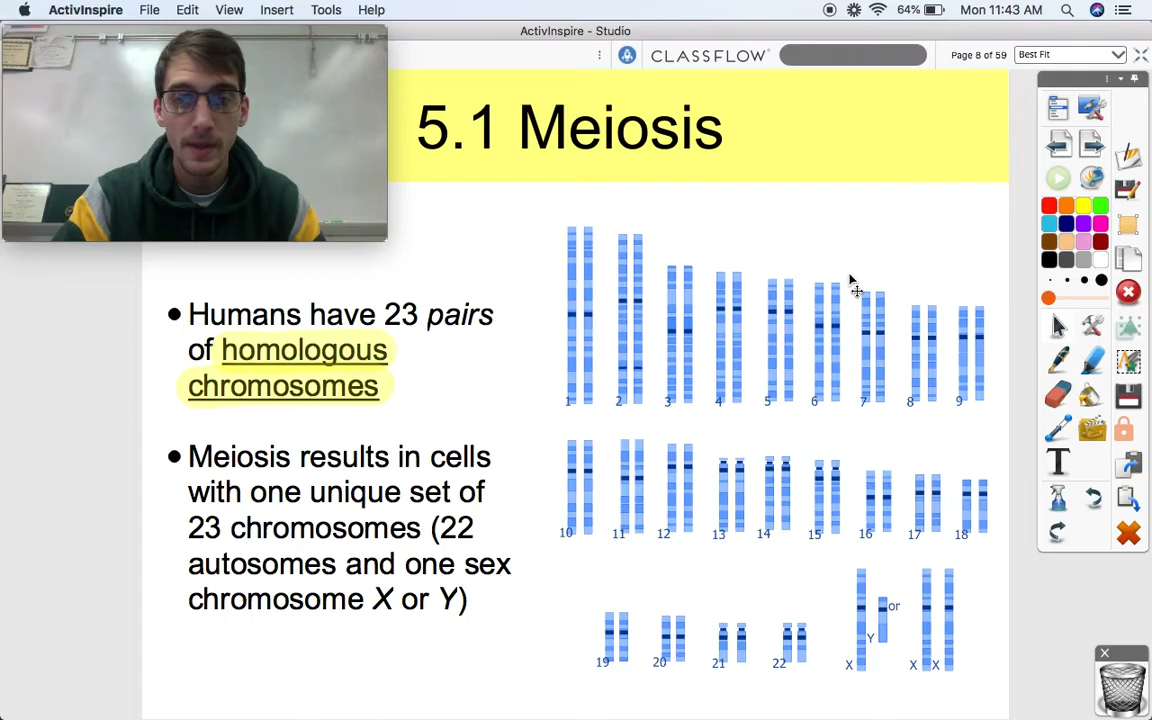 ActivInspire File Edit View Insert Tools Help 64% Mon 11:43 AM
ActivInspire - Studio
CLASSFLOW Page 8 of 59 Best Fit
5.1 Meiosis
• Humans have 23 pairs
of homologous
chromosomes
• Meiosis results in cells
with one unique set of
23 chromosomes (22
autosomes and one sex
chromosome X or Y)
1 2 3 4 5 6 7 8 9
10 11 12 13 14 15 16 17 18
or
Y
19 20 21 22 X X X
T
X